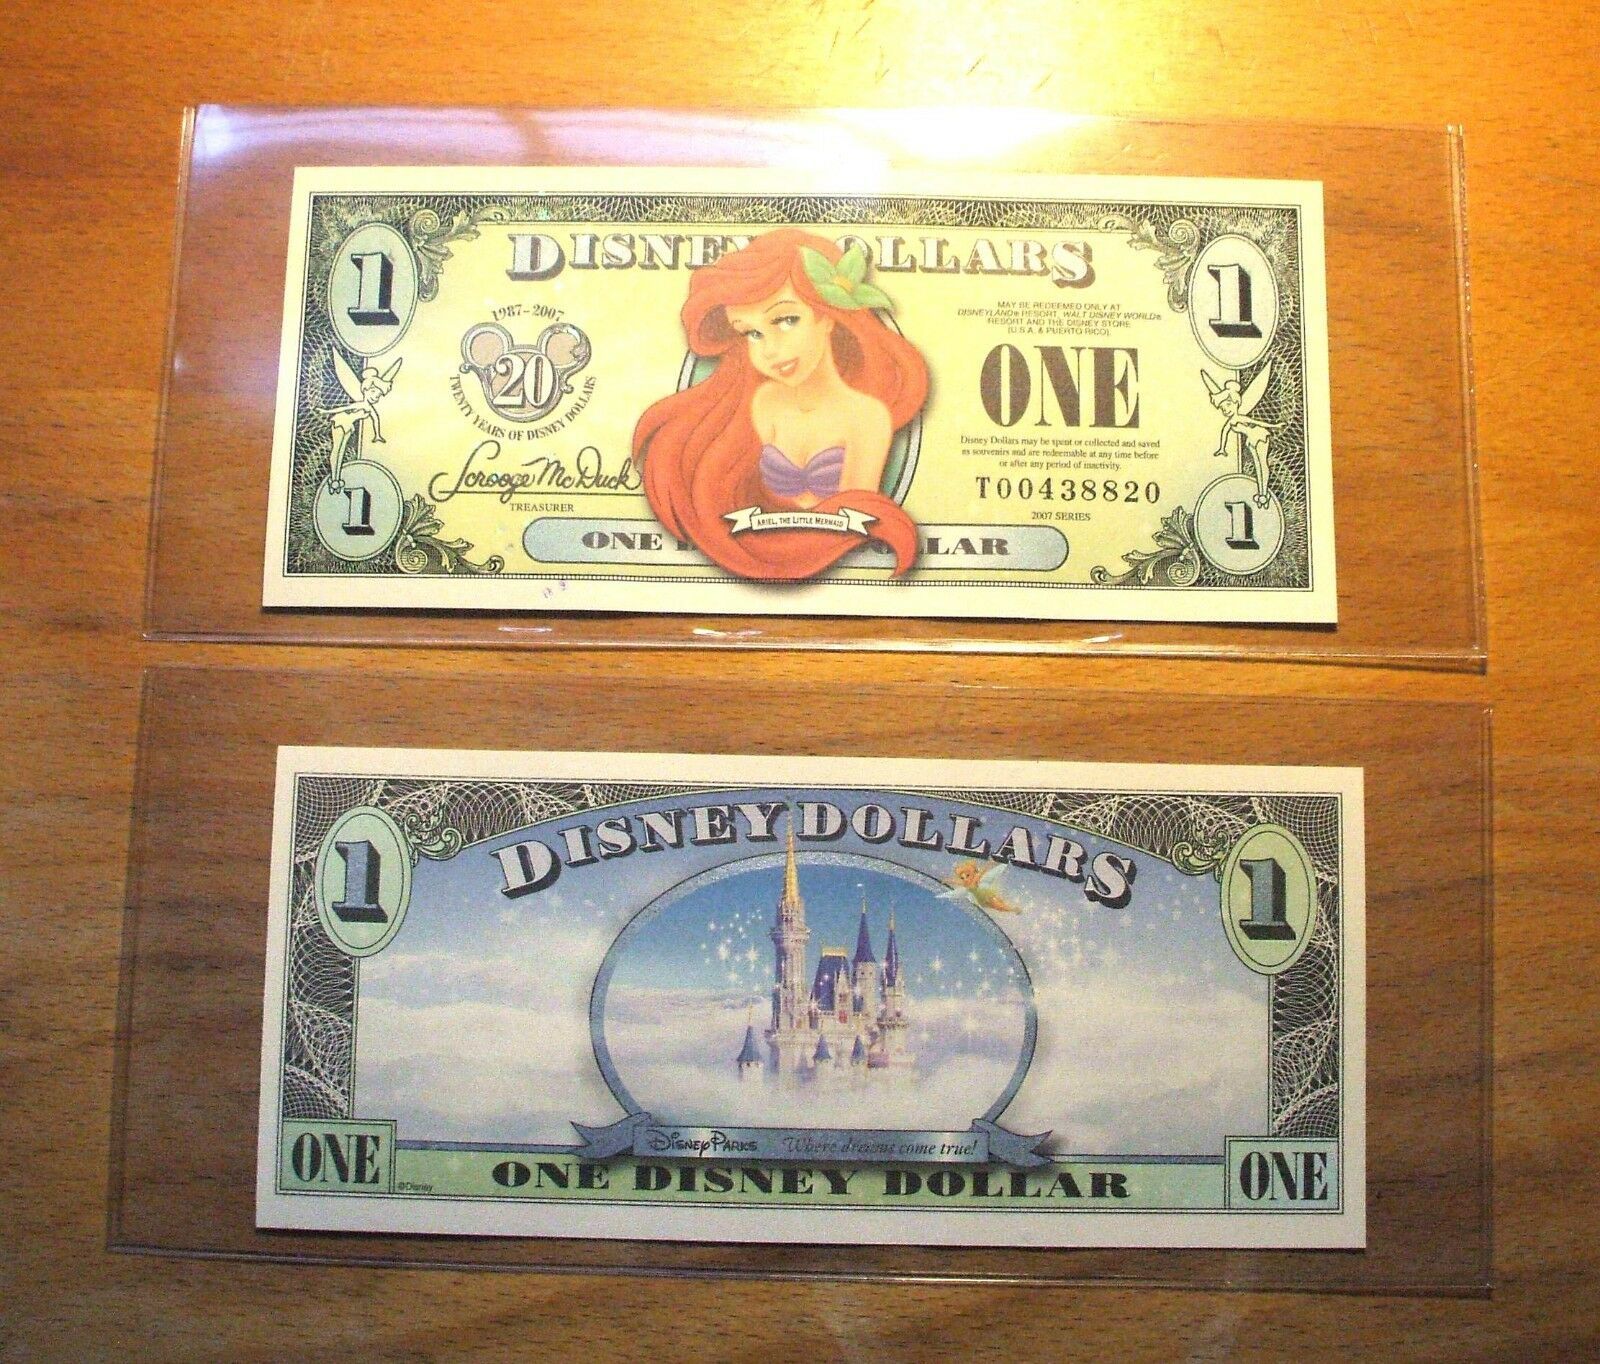 DISNEY DOLLARS
1
1
1987-2007
20
TWENTY YEARS OF DISNEY DOLLARS
Scrooge McDuck
TREASURER
MAY BE REDEEMED ONLY AT
DISNEYLAND® RESORT, WALT DISNEY WORLD®
RESORT AND THE DISNEY STORE
(U.S.A. & PUERTO RICO).
ONE
Disney Dollars may be spent or collected and saved
as souvenirs and are redeemable at any time before
or after any period of inactivity.
T00438820
2007 SERIES
1
1
ARIEL, THE LITTLE MERMAID
ONE D OLLAR
DISNEY DOLLARS
1
1
DISNEY PARKS Where dreams come true!
ONE
ONE
©Disney
ONE DISNEY DOLLAR